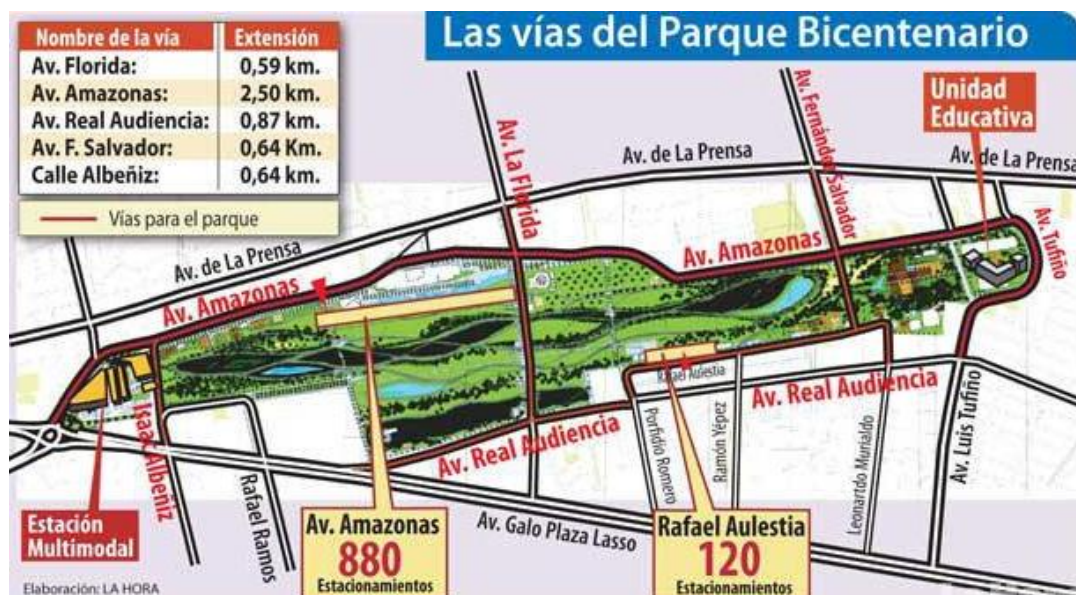 Las vías del Parque Bicentenario
Nombre de la vía Extensión
Av. Florida: 0,59 km.
Av. Amazonas: 2,50 km.
Av. Real Audiencia: 0,87 km.
Av. F. Salvador: 0,64 Km.
Calle Albeñiz: 0,64 km.
Vías para el parque
Av. de La Prensa
Av. Amazonas
Av. La Florida
Av. de La Prensa
Av. Fernández Salvador
Av. Amazonas
Unidad
Educativa
Av. de La Prensa
Av. Tufiño
Isaac Albeñiz
Rafael Ramos
Av. Real Audiencia
Rafael Aulestia
Av. Real Audiencia
Porfidio Romero
Ramón Yépez
Leonartdo Murialdo
Av. Luis Tufiño
Av. Galo Plaza Lasso
Estación
Multimodal
Av. Amazonas
880
Estacionamientos
Rafael Aulestia
120
Estacionamientos
Elaboración: LA HORA